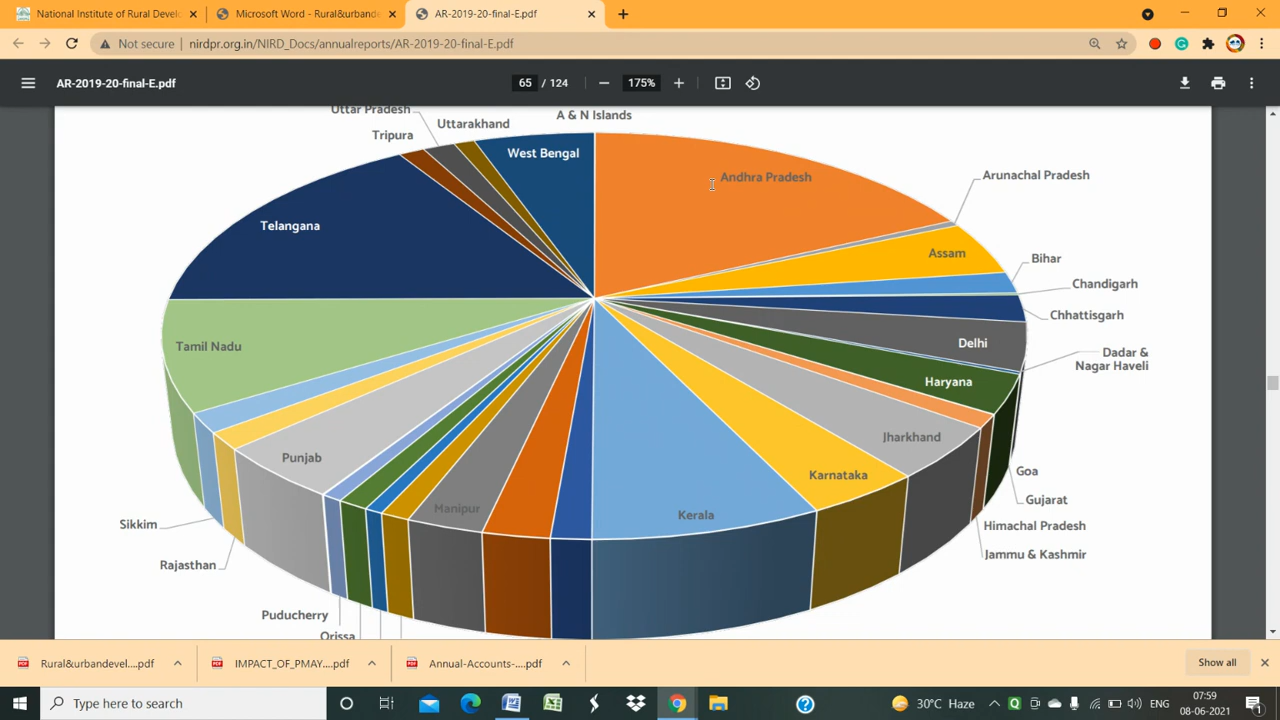 National Institute of Rural Devel
Microsoft Word - Rural&urbande
AR-2019-20-final-E.pdf
Not secure
nirdpr.org.in/NIRD_Docs/annualreports/AR-2019-20-final-E.pdf
AR-2019-20-final-E.pdf
65 / 124
175%
Uttar Pradesh
A & N Islands
Uttarakhand
Tripura
West Bengal
Andhra Pradesh
Arunachal Pradesh
Telangana
Assam
Bihar
Chandigarh
Chhattisgarh
Delhi
Tamil Nadu
Dadar &
Nagar Haveli
Haryana
Jharkhand
Punjab
Goa
Karnataka
Gujarat
Manipur
Kerala
Sikkim
Himachal Pradesh
Jammu & Kashmir
Rajasthan
Puducherry
Orissa
Rural&urbandevel....pdf
IMPACT_OF_PMAY....pdf
Annual-Accounts-....pdf
Show all
Type here to search
30°C Haze
ENG
07:59
08-06-2021